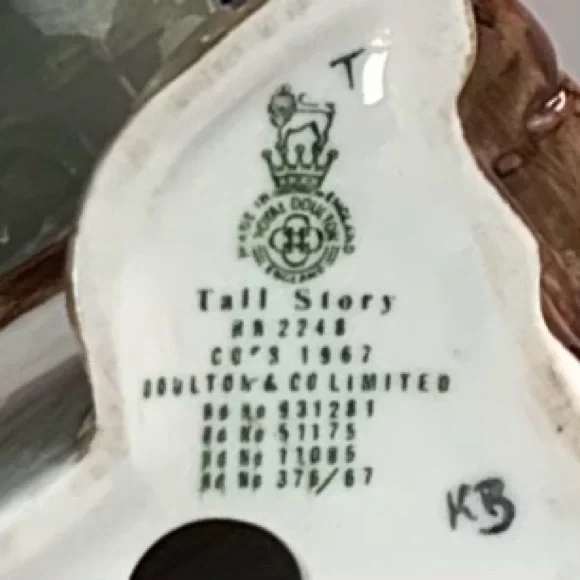 T
MADE IN ENGLAND
ROYAL DOULTON
ENGLAND
Tall Story
HN 2248
COPR 1967
DOULTON & CO LIMITED
Rd No 931281
Rd No 51175
Rd No 11085
Rd No 376/67
KB